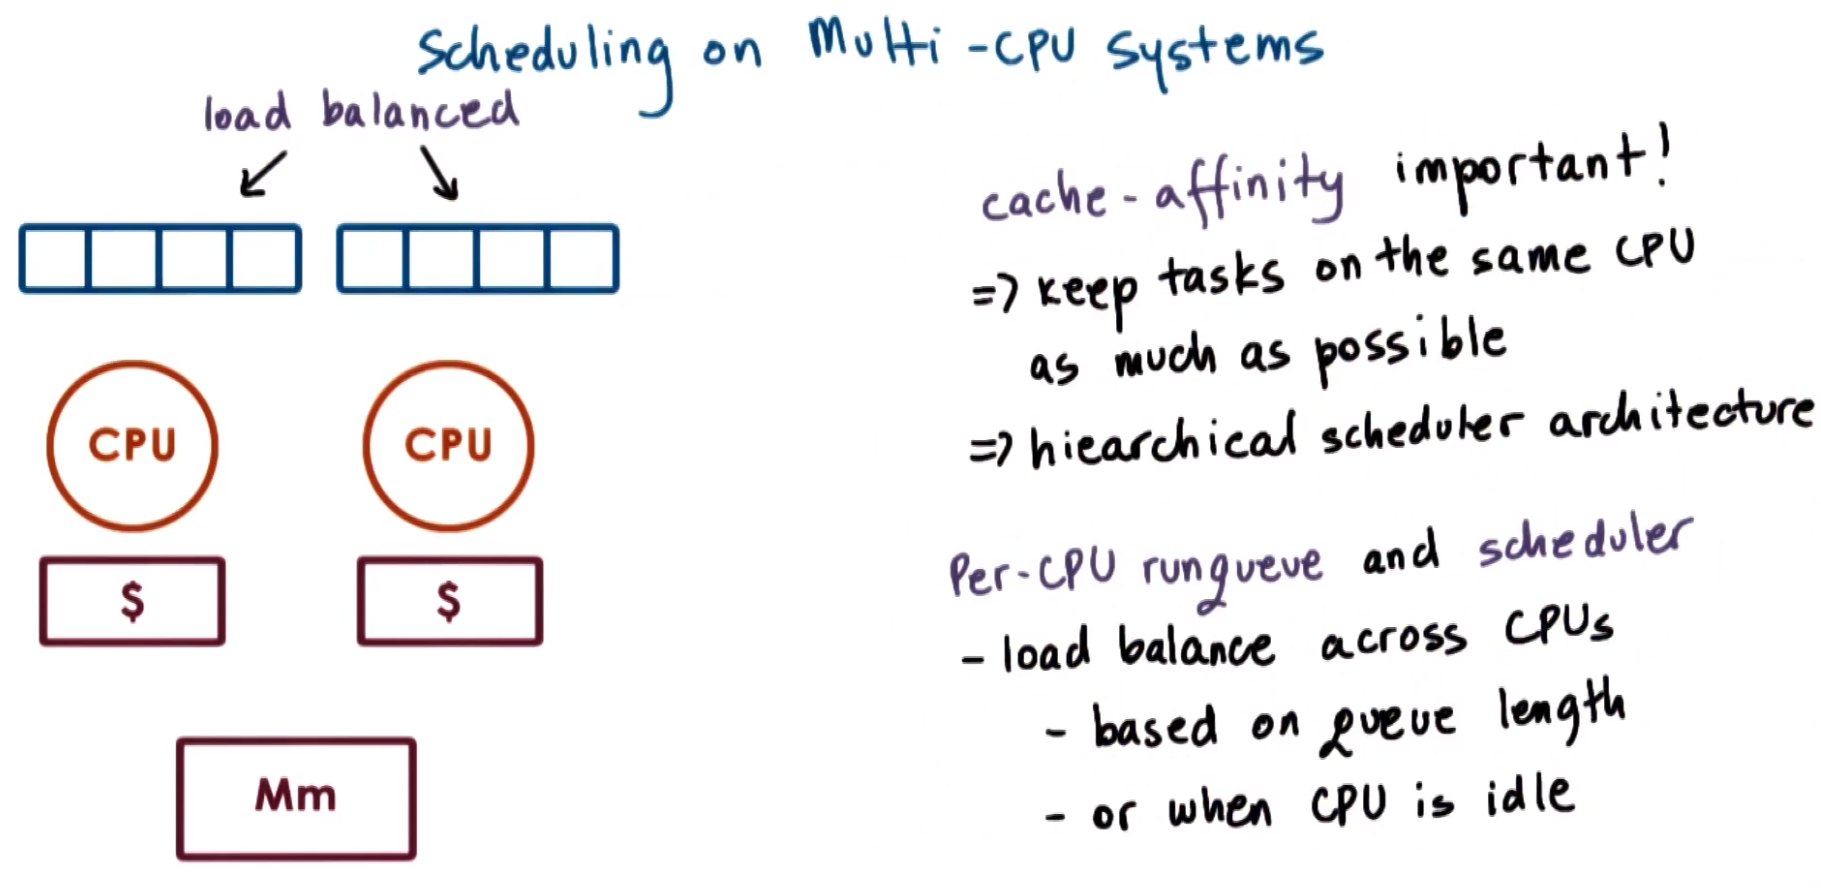 Scheduling on Multi-CPU Systems
load balanced
CPU
CPU
$
$
Mm
cache-affinity important!
=> keep tasks on the same CPU
as much as possible
=> hiearchical scheduler architecture
Per-CPU runqueue and scheduler
- load balance across CPUs
- based on queue length
- or when CPU is idle